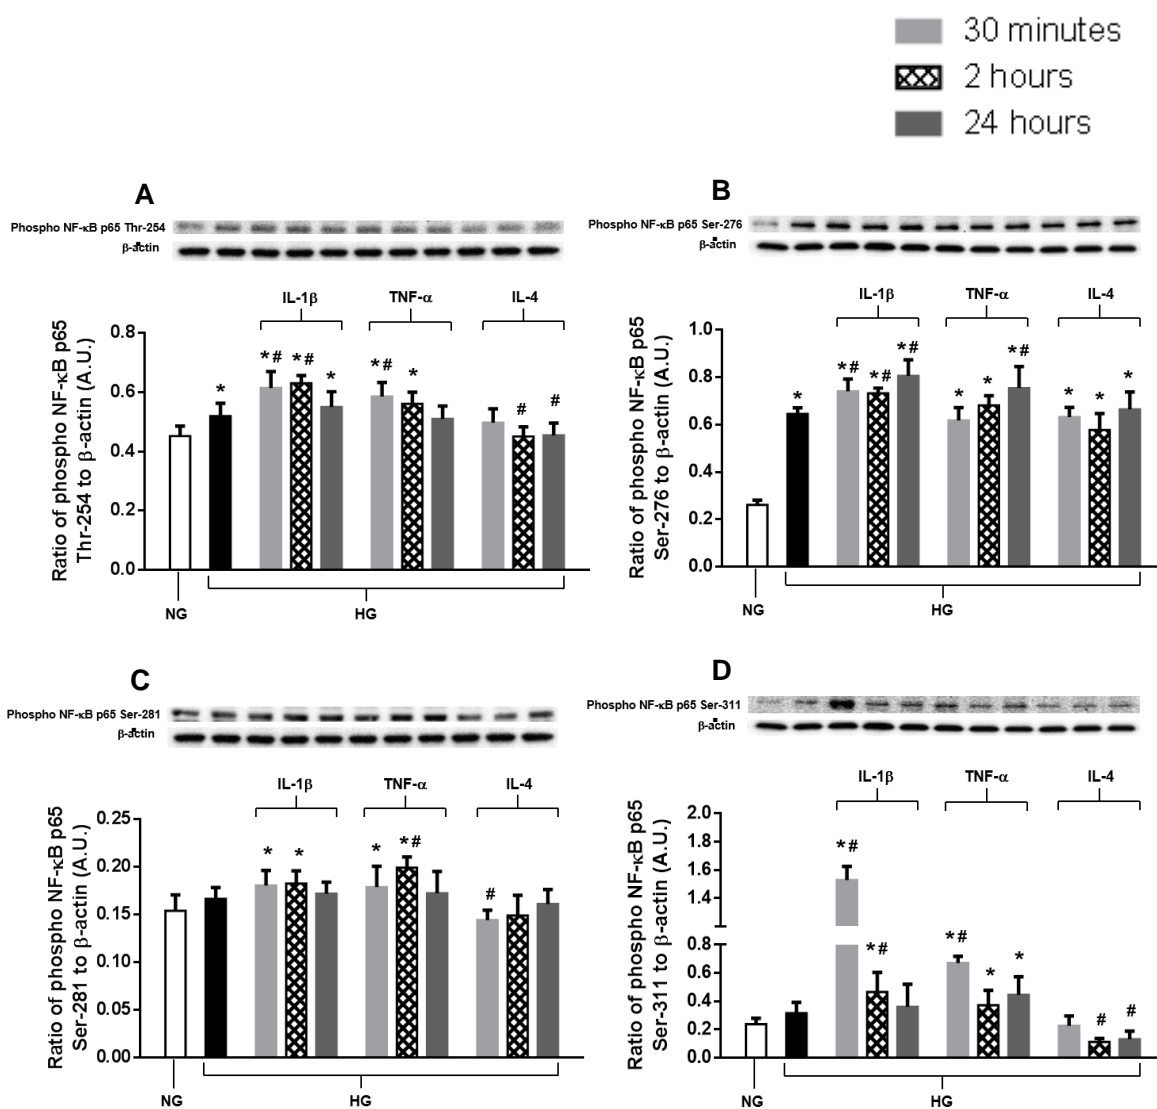 30 minutes
2 hours
24 hours
A
Phospho NF-κB p65 Thr-254
β-actin
IL-1β TNF-α IL-4
Ratio of phospho NF-κB p65
Thr-254 to β-actin (A.U.)
0.8
0.6
0.4
0.2
0.0
* *# *# * *# * # #
NG HG
B
Phospho NF-κB p65 Ser-276
β-actin
IL-1β TNF-α IL-4
Ratio of phospho NF-κB p65
Ser-276 to β-actin (A.U.)
1.0
0.8
0.6
0.4
0.2
0.0
* *# *# *# * * *# * * *
NG HG
C
Phospho NF-κB p65 Ser-281
β-actin
IL-1β TNF-α IL-4
Ratio of phospho NF-κB p65
Ser-281 to β-actin (A.U.)
0.25
0.20
0.15
0.10
0.05
0.00
* * * *# #
NG HG
D
Phospho NF-κB p65 Ser-311
β-actin
IL-1β TNF-α IL-4
Ratio of phospho NF-κB p65
Ser-311 to β-actin (A.U.)
2.0
1.8
1.6
1.4
0.8
0.6
0.4
0.2
0.0
*# *# *# * * # #
NG HG